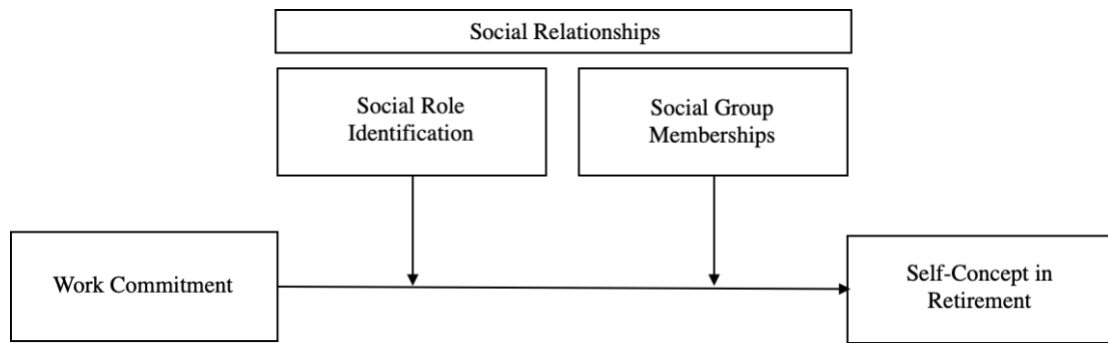 Social Relationships
Social Role
Identification
Social Group
Memberships
Work Commitment
Self-Concept in
Retirement